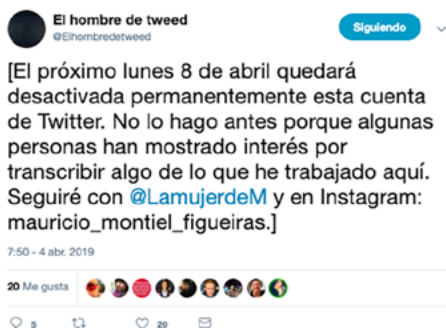 El hombre de tweed
@Elhombredetweed
Siguiendo
[El próximo lunes 8 de abril quedará
desactivada permanentemente esta cuenta
de Twitter. No lo hago antes porque algunas
personas han mostrado interés por
transcribir algo de lo que he trabajado aquí.
Seguiré con @LamujerdeM y en Instagram:
mauricio_montiel_figueiras.]
7:50 - 4 abr. 2019
20 Me gusta
5 20